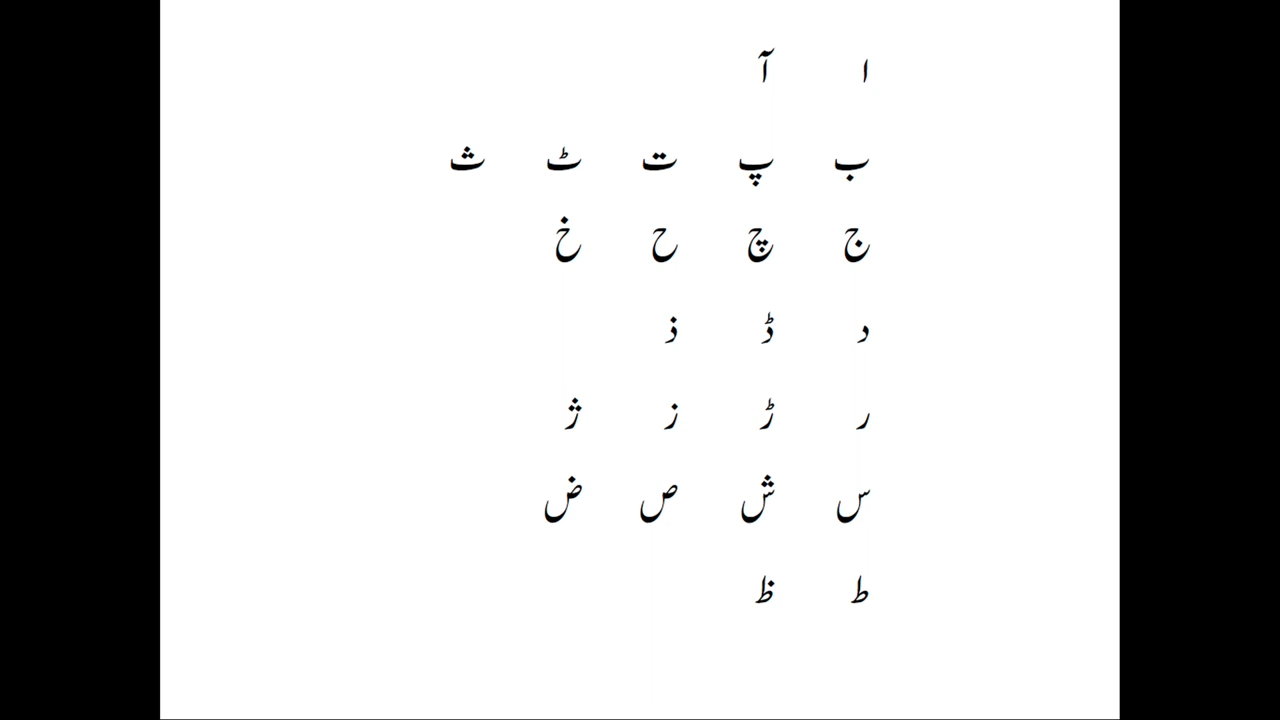 ا آ
ب پ ت ٹ ث
ج چ ح خ
د ڈ ذ
ر ڑ ز ژ
س ش ص ض
ط ظ